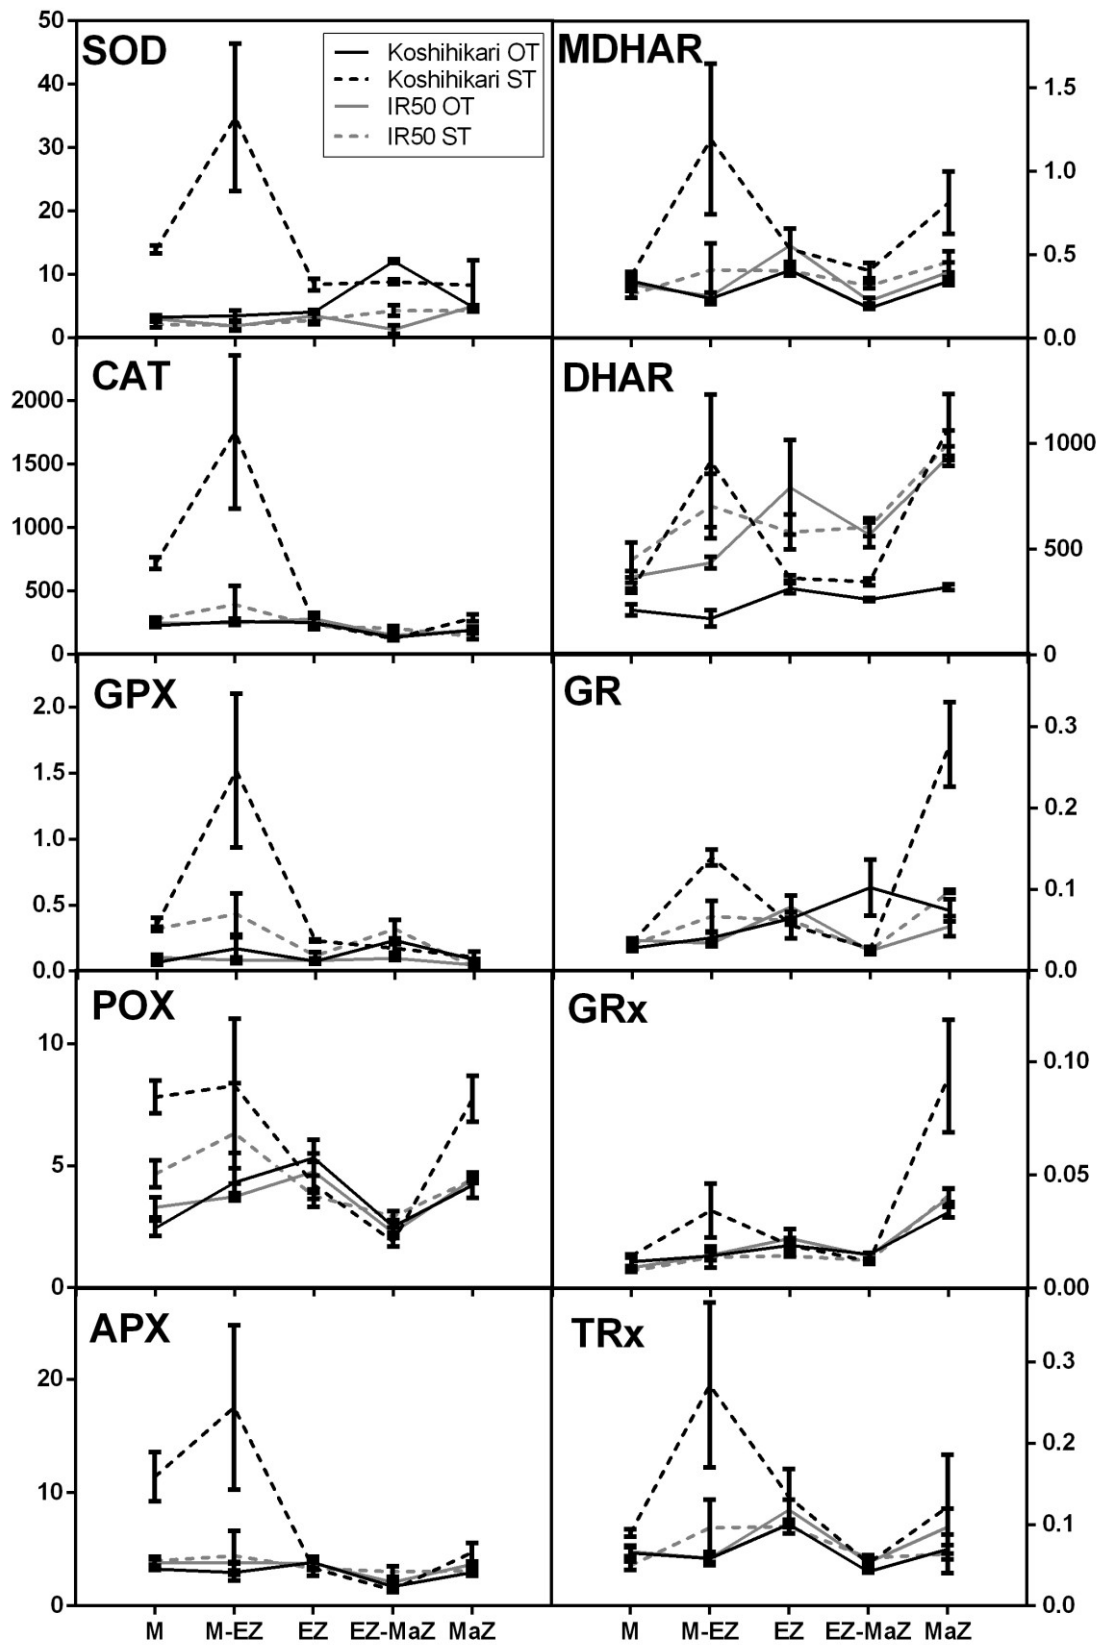 SOD
50
40
30
20
10
0
Koshihikari OT
Koshihikari ST
IR50 OT
IR50 ST
MDHAR
1.5
1.0
0.5
0.0
CAT
2000
1500
1000
500
0
DHAR
1000
500
0
GPX
2.0
1.5
1.0
0.5
0.0
GR
0.3
0.2
0.1
0.0
POX
10
5
0
GRx
0.10
0.05
0.00
APX
20
10
0
TRx
0.3
0.2
0.1
0.0
M M-EZ EZ EZ-MaZ MaZ
M M-EZ EZ EZ-MaZ MaZ